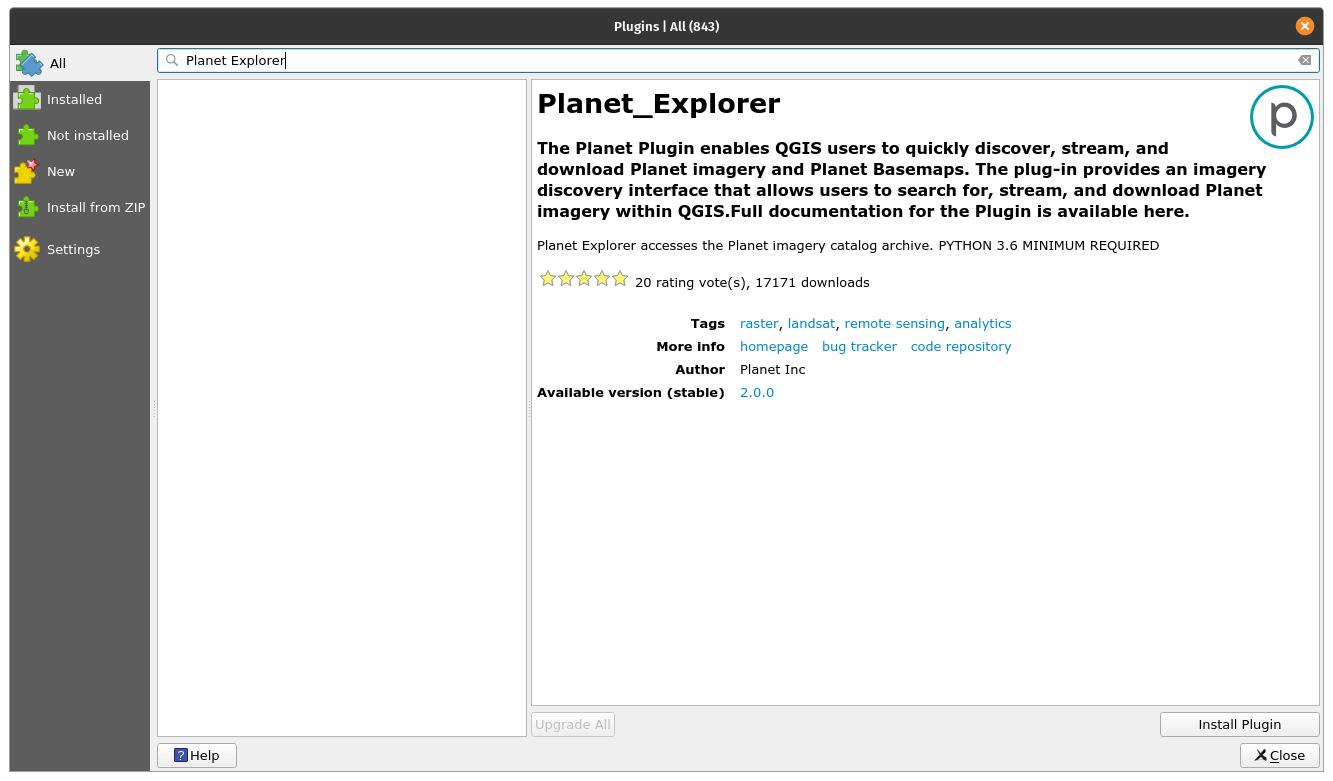 Plugins | All (843)
All
Installed
Not installed
New
Install from ZIP
Settings
Planet Explorer
Planet_Explorer
p
The Planet Plugin enables QGIS users to quickly discover, stream, and
download Planet imagery and Planet Basemaps. The plug-in provides an imagery
discovery interface that allows users to search for, stream, and download Planet
imagery within QGIS.Full documentation for the Plugin is available here.
Planet Explorer accesses the Planet imagery catalog archive. PYTHON 3.6 MINIMUM REQUIRED
20 rating vote(s), 17171 downloads
Tags raster, landsat, remote sensing, analytics
More info homepage bug tracker code repository
Author Planet Inc
Available version (stable) 2.0.0
Upgrade All
Install Plugin
? Help
Close